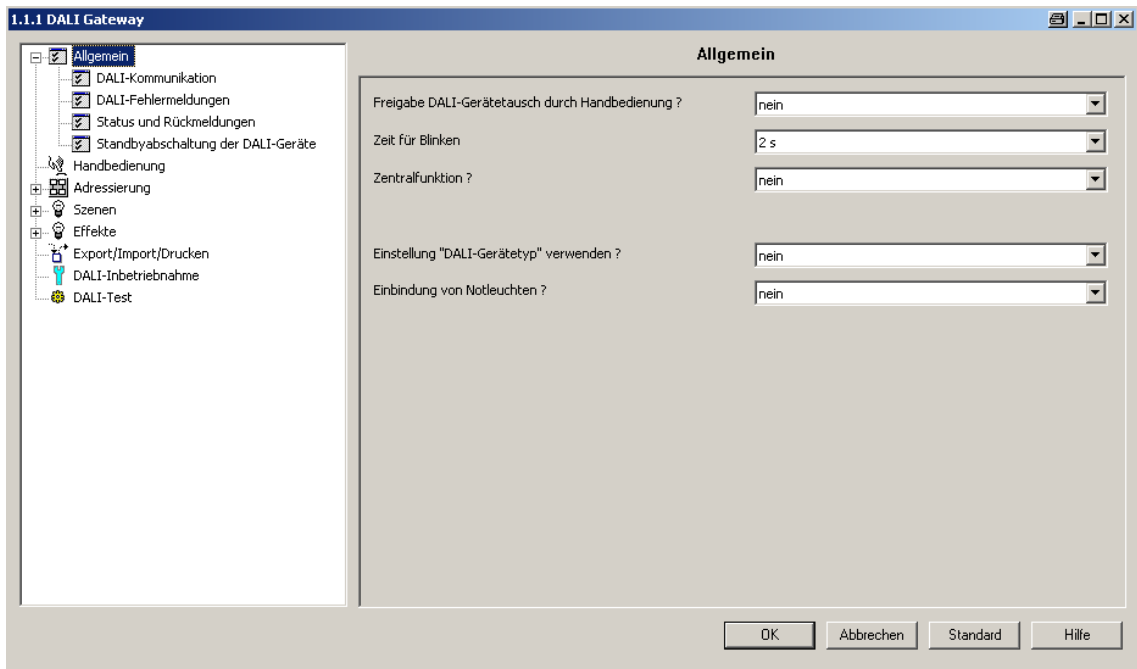 1.1.1 DALI Gateway
Allgemein
DALI-Kommunikation
DALI-Fehlermeldungen
Status und Rückmeldungen
Standbyabschaltung der DALI-Geräte
Handbedienung
Adressierung
Szenen
Effekte
Export/Import/Drucken
DALI-Inbetriebnahme
DALI-Test
Allgemein
Freigabe DALI-Gerätetausch durch Handbedienung ? nein
Zeit für Blinken 2 s
Zentralfunktion ? nein
Einstellung "DALI-Gerätetyp" verwenden ? nein
Einbindung von Notleuchten ? nein
OK Abbrechen Standard Hilfe